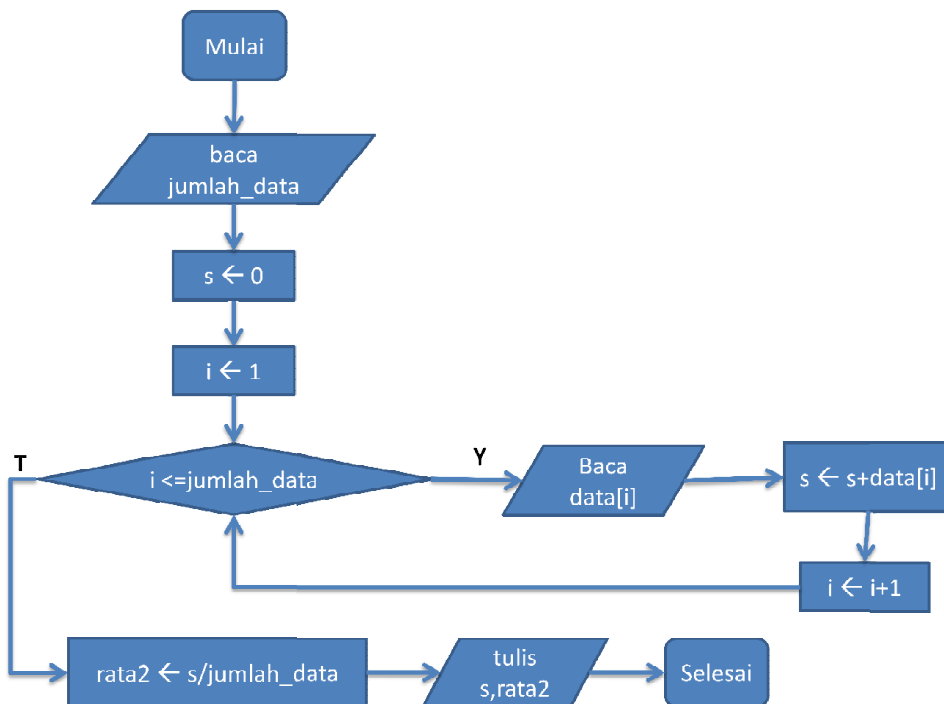 Mulai
baca
jumlah_data
s ← 0
i ← 1
T
i <=jumlah_data
Y
Baca
data[i]
s ← s+data[i]
i ← i+1
rata2 ← s/jumlah_data
tulis
s,rata2
Selesai